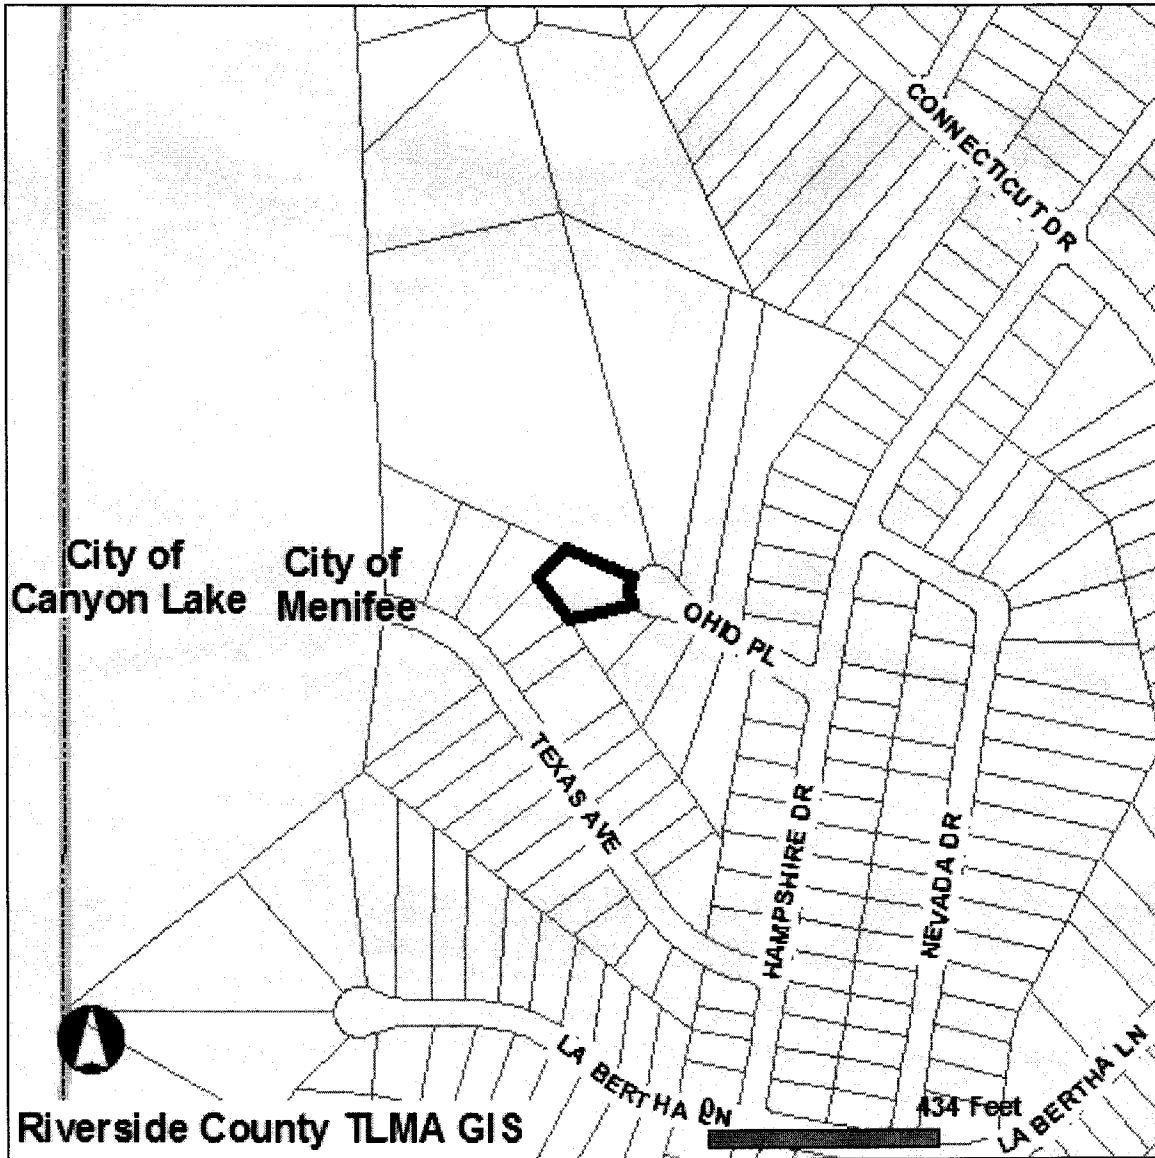 CONNECTICUT DR
City of
Canyon Lake
City of
Menifee
OHIO PL
TEXAS AVE
HAMPSHIRE DR
NEVADA DR
LA BERTHA LN
LA BERTHA LN
434 Feet
Riverside County TLMA GIS